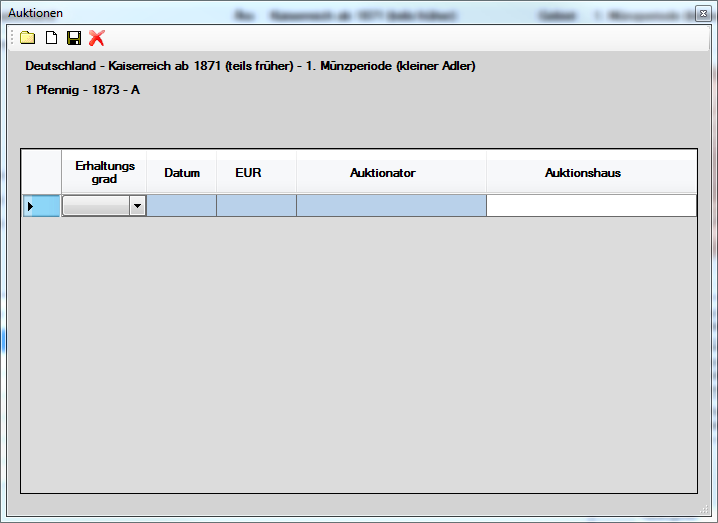 Auktionen
Deutschland - Kaiserreich ab 1871 (teils früher) - 1. Münzperiode (kleiner Adler)
1 Pfennig - 1873 - A
Erhaltungs
grad
Datum
EUR
Auktionator
Auktionshaus